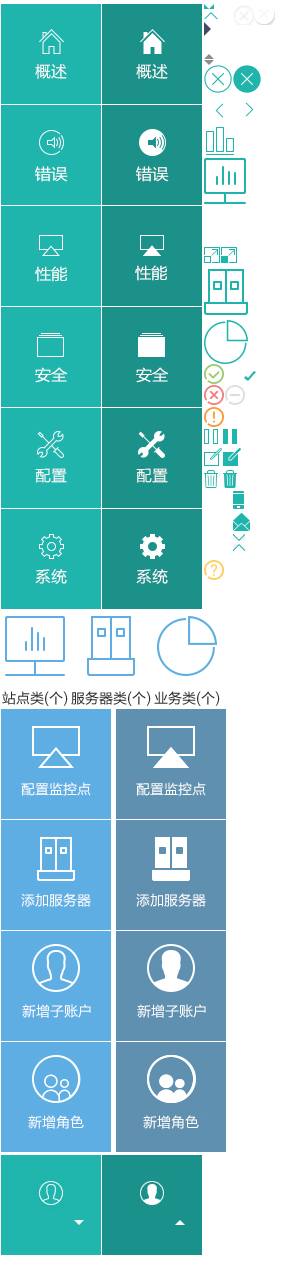 概述 概述
错误 错误
性能 性能
安全 安全
配置 配置
系统 系统
站点类(个) 服务器类(个) 业务类(个)
配置监控点 配置监控点
添加服务器 添加服务器
新增子账户 新增子账户
新增角色 新增角色